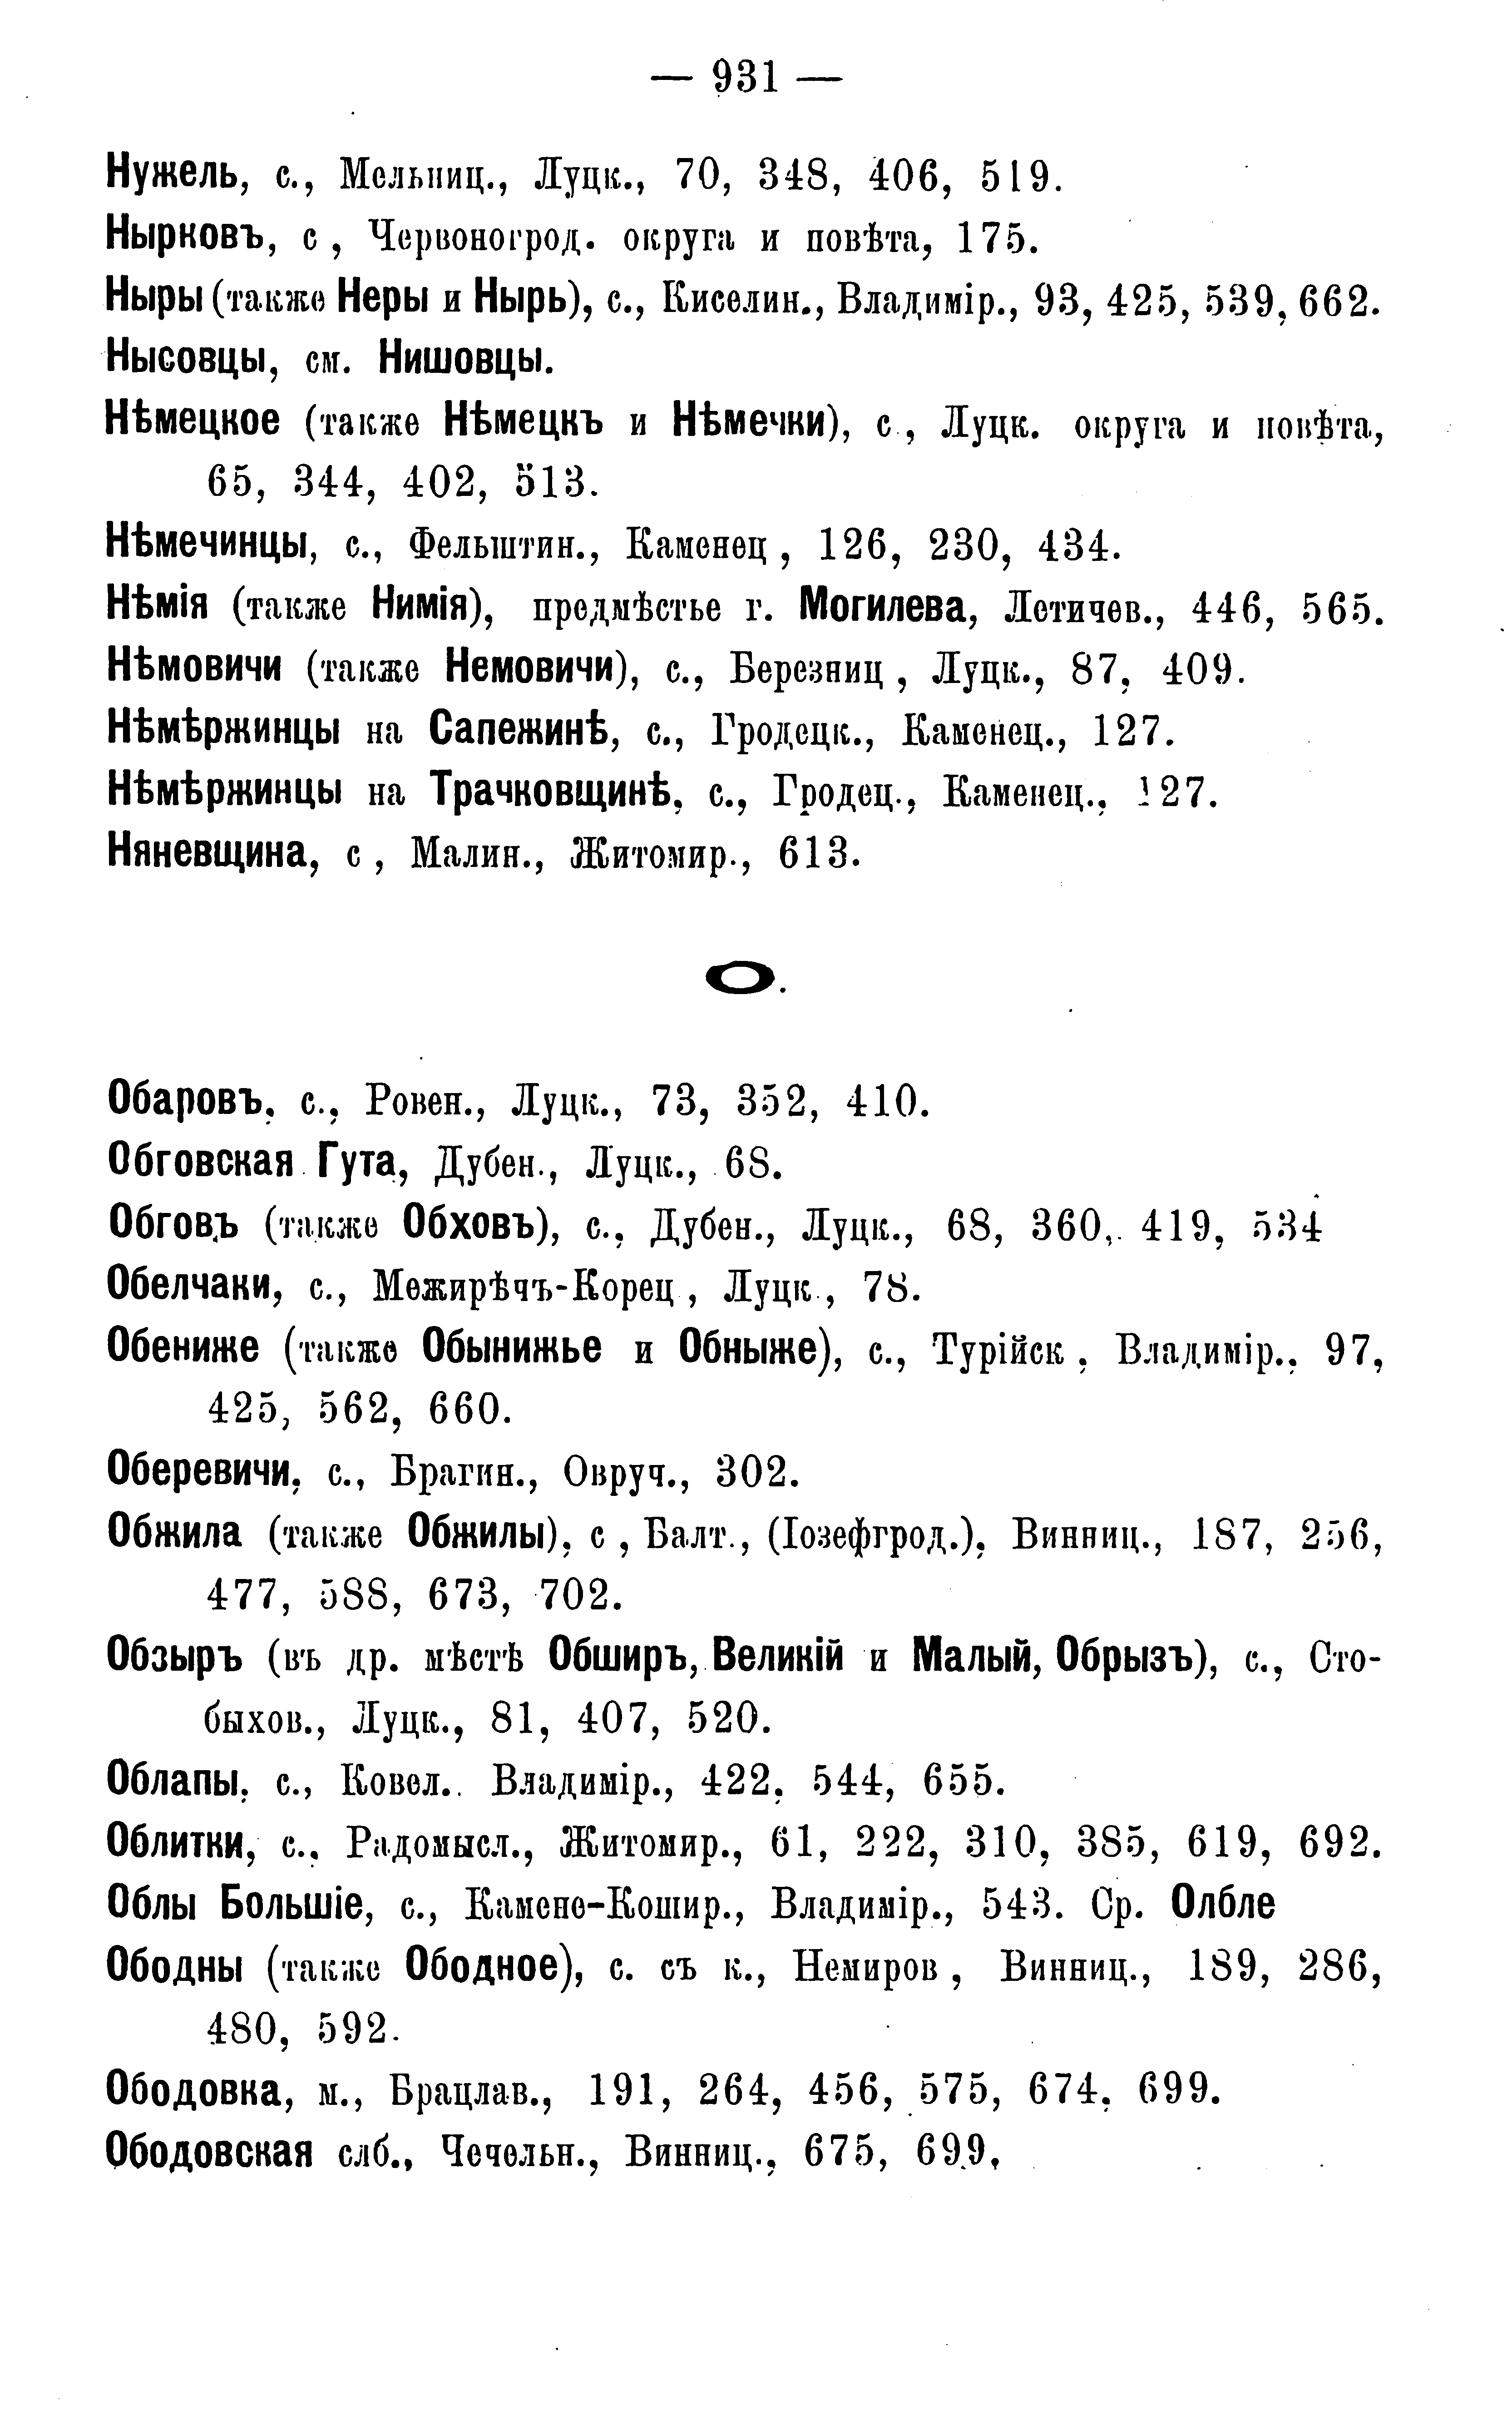 — 931 —
Нужель, с., Мельниц., Луцк., 70, 348, 406, 519.
Нырковъ, с , Червоногрод. округа и повѣта, 175.
Ныры (также Неры и Нырь), с., Киселин., Владимір., 93, 425, 539, 662.
Нысовцы, см. Нишовцы.
Нѣмецкое (также Нѣмецкъ и Нѣмечки), с , Луцк. округа и повѣта,
65, 344, 402, 513.
Нѣмечинцы, с., Фельштин., Каменец , 126, 230, 434.
Нѣмія (также Нимія), предмѣстье г. Могилева, Летичев., 446, 565.
Нѣмовичи (также Немовичи), с., Березниц , Луцк., 87, 409.
Нѣмѣржинцы на Сапежинѣ, с., Гродецк., Каменец., 127.
Нѣмѣржинцы на Трачковщинѣ, с., Гродец., Каменец., 127.
Няневщина, с , Малин., Житомир., 613.
О.
Обаровъ, с., Ровен., Луцк., 73, 352, 410.
Обговская Гута, Дубен., Луцк., 68.
Обговъ (также Обховъ), с., Дубен., Луцк., 68, 360, 419, 534
Обелчаки, с., Межирѣчъ-Корец , Луцк., 78.
Обениже (также Обынижье и Обныже), с., Турійск , Владимір., 97,
425, 562, 660.
Оберевичи, с., Брагин., Овруч., 302.
Обжила (также Обжилы), с , Балт., (Іозефгрод.), Винниц., 187, 256,
477, 588, 673, 702.
Обзыръ (въ др. мѣстѣ Обширъ, Великій и Малый, Обрызъ), с., Сто-
быхов., Луцк., 81, 407, 520.
Облапы, с., Ковел.. Владимір., 422, 544, 655.
Облитки, с., Радомысл., Житомир., 61, 222, 310, 385, 619, 692.
Облы Большіе, с., Камене-Кошир., Владимір., 543. Ср. Олбле
Ободны (также Ободное), с. съ к., Немиров , Винниц., 189, 286,
480, 592.
Ободовка, м., Брацлав., 191, 264, 456, 575, 674, 699.
Ободовская слб., Чечельн., Винниц., 675, 699,